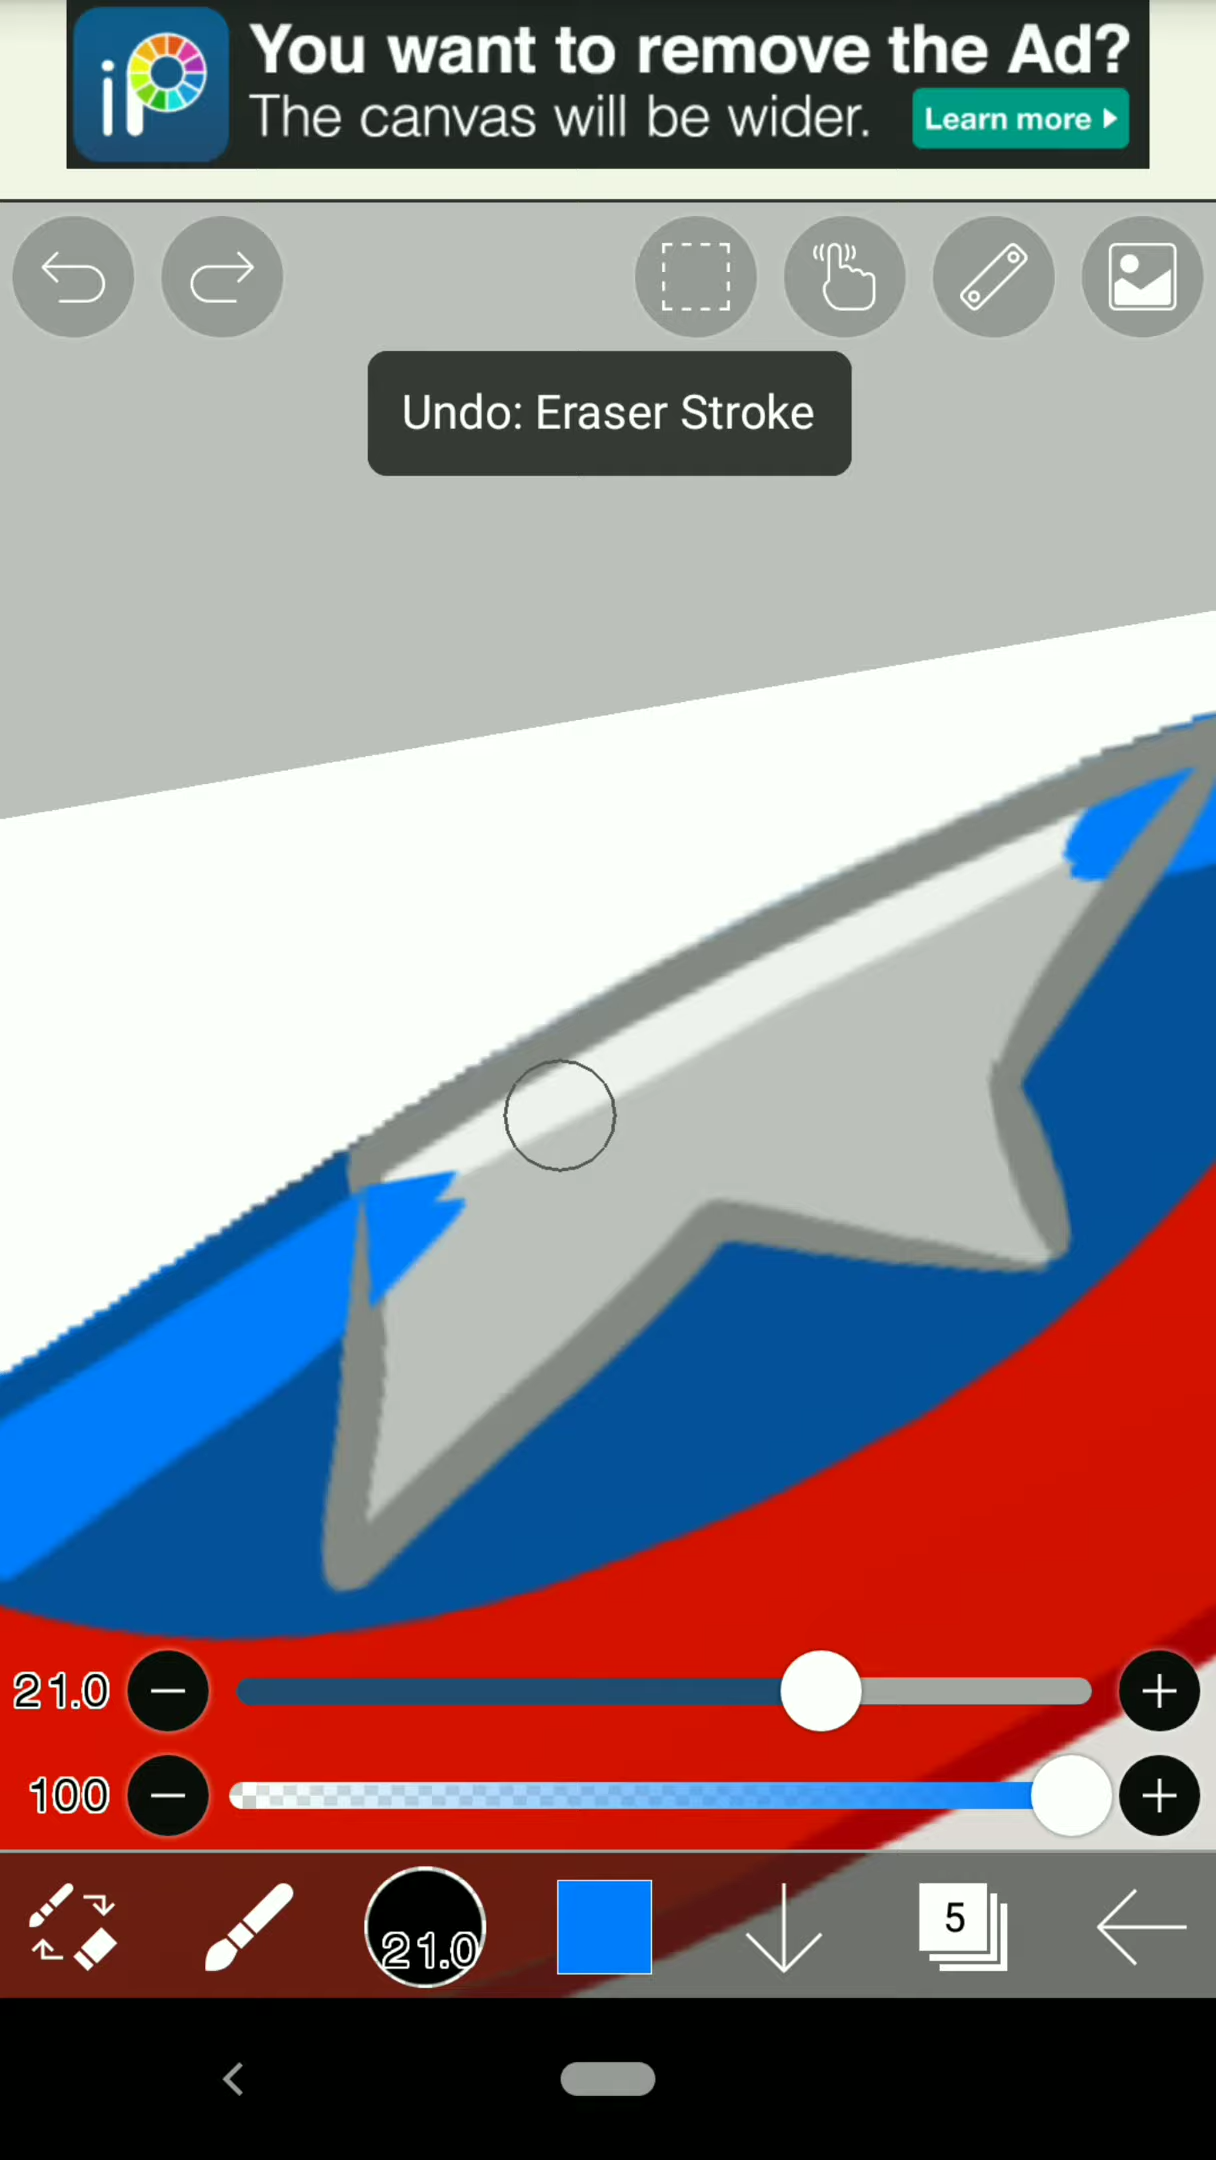 iP
You want to remove the Ad?
The canvas will be wider.
Learn more
Undo: Eraser Stroke
21.0
100
21.0
5